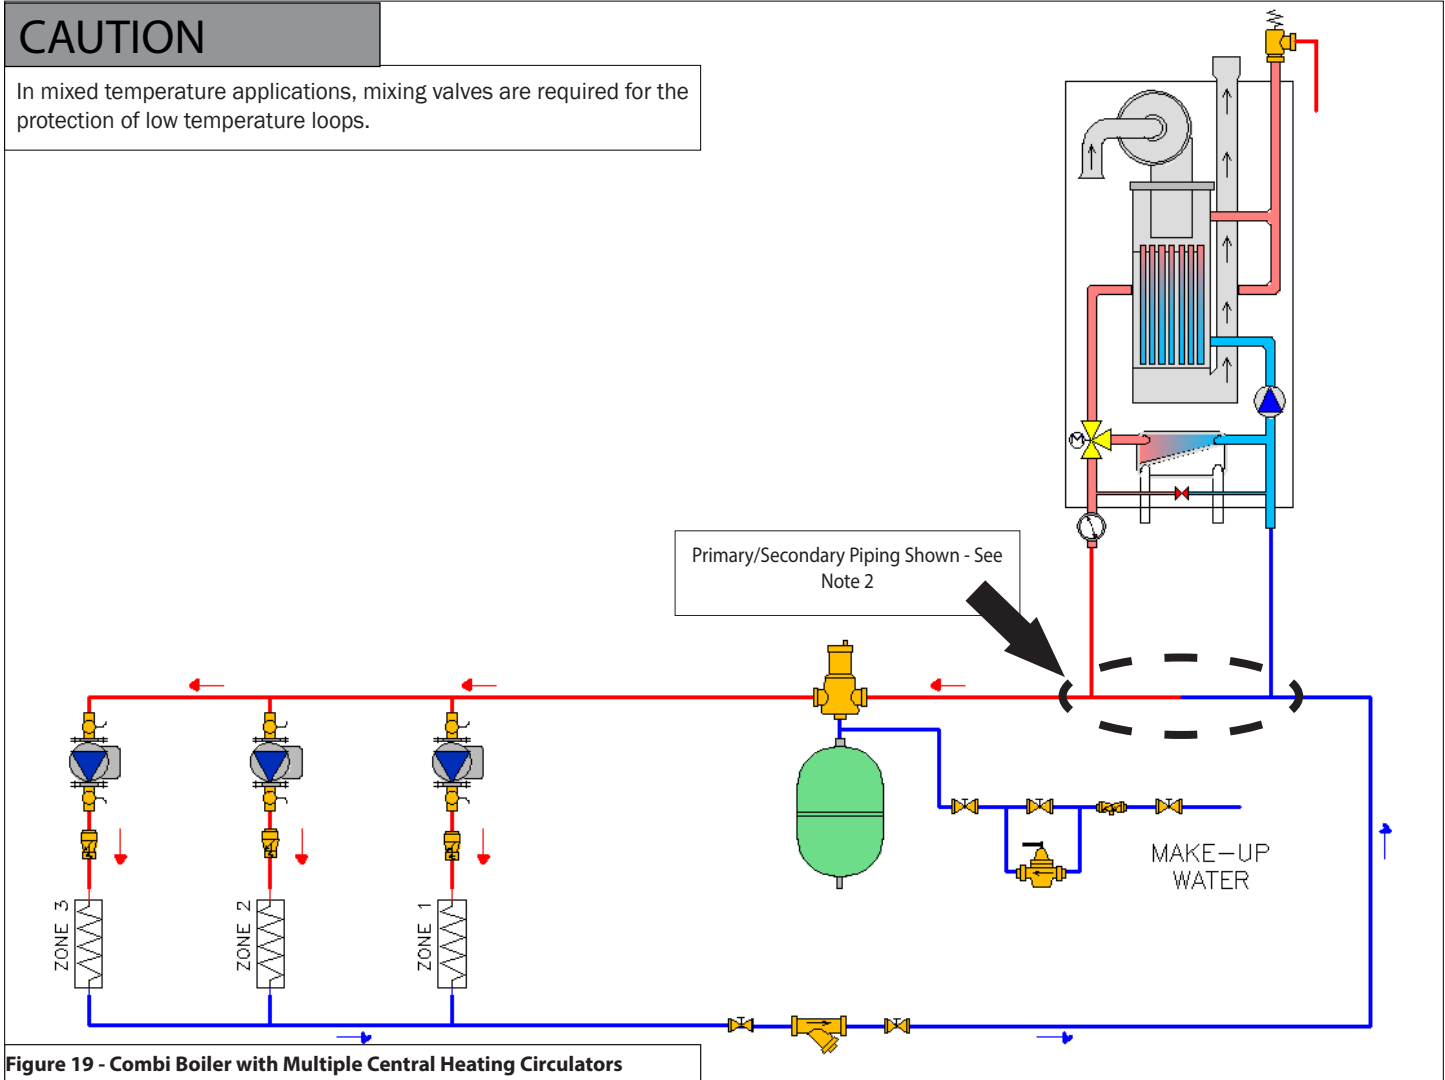 CAUTION
In mixed temperature applications, mixing valves are required for the
protection of low temperature loops.
M
Primary/Secondary Piping Shown - See
Note 2
MAKE-UP
WATER
ZONE 3
ZONE 2
ZONE 1
Figure 19 - Combi Boiler with Multiple Central Heating Circulators